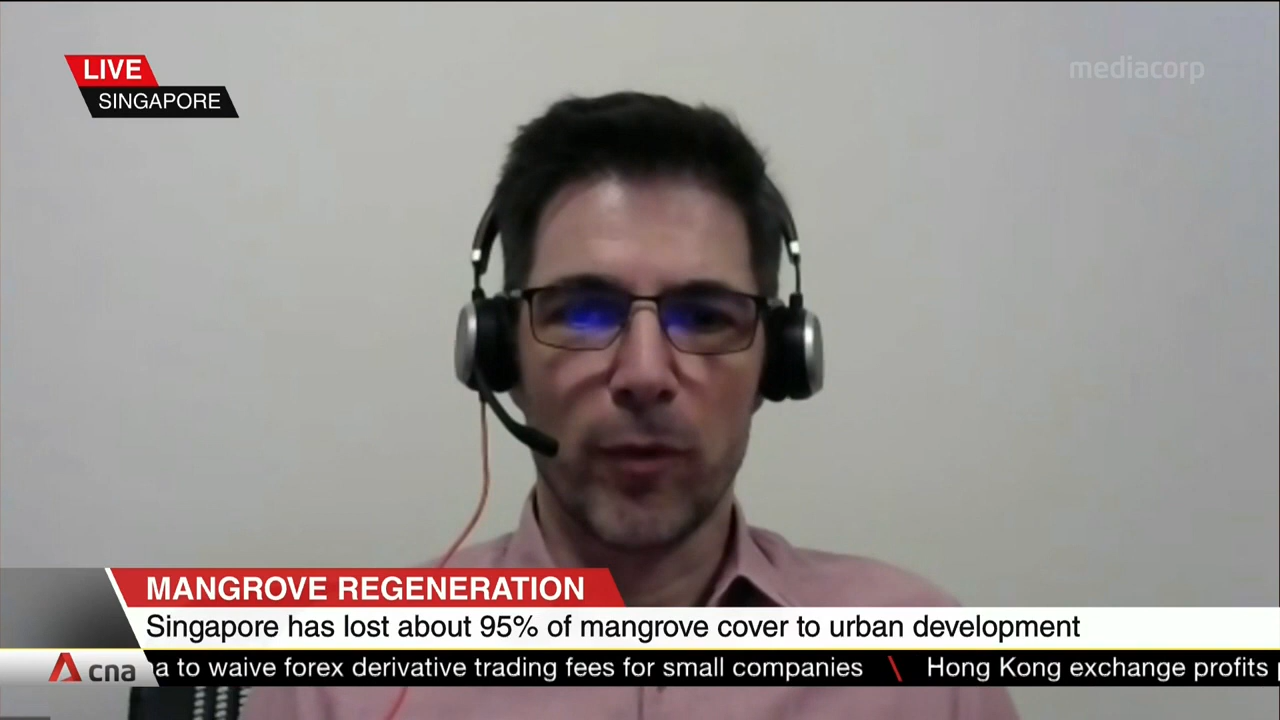 LIVE
SINGAPORE
mediacorp
MANGROVE REGENERATION
Singapore has lost about 95% of mangrove cover to urban development
cna
to waive forex derivative trading fees for small companies \ Hong Kong exchange profits